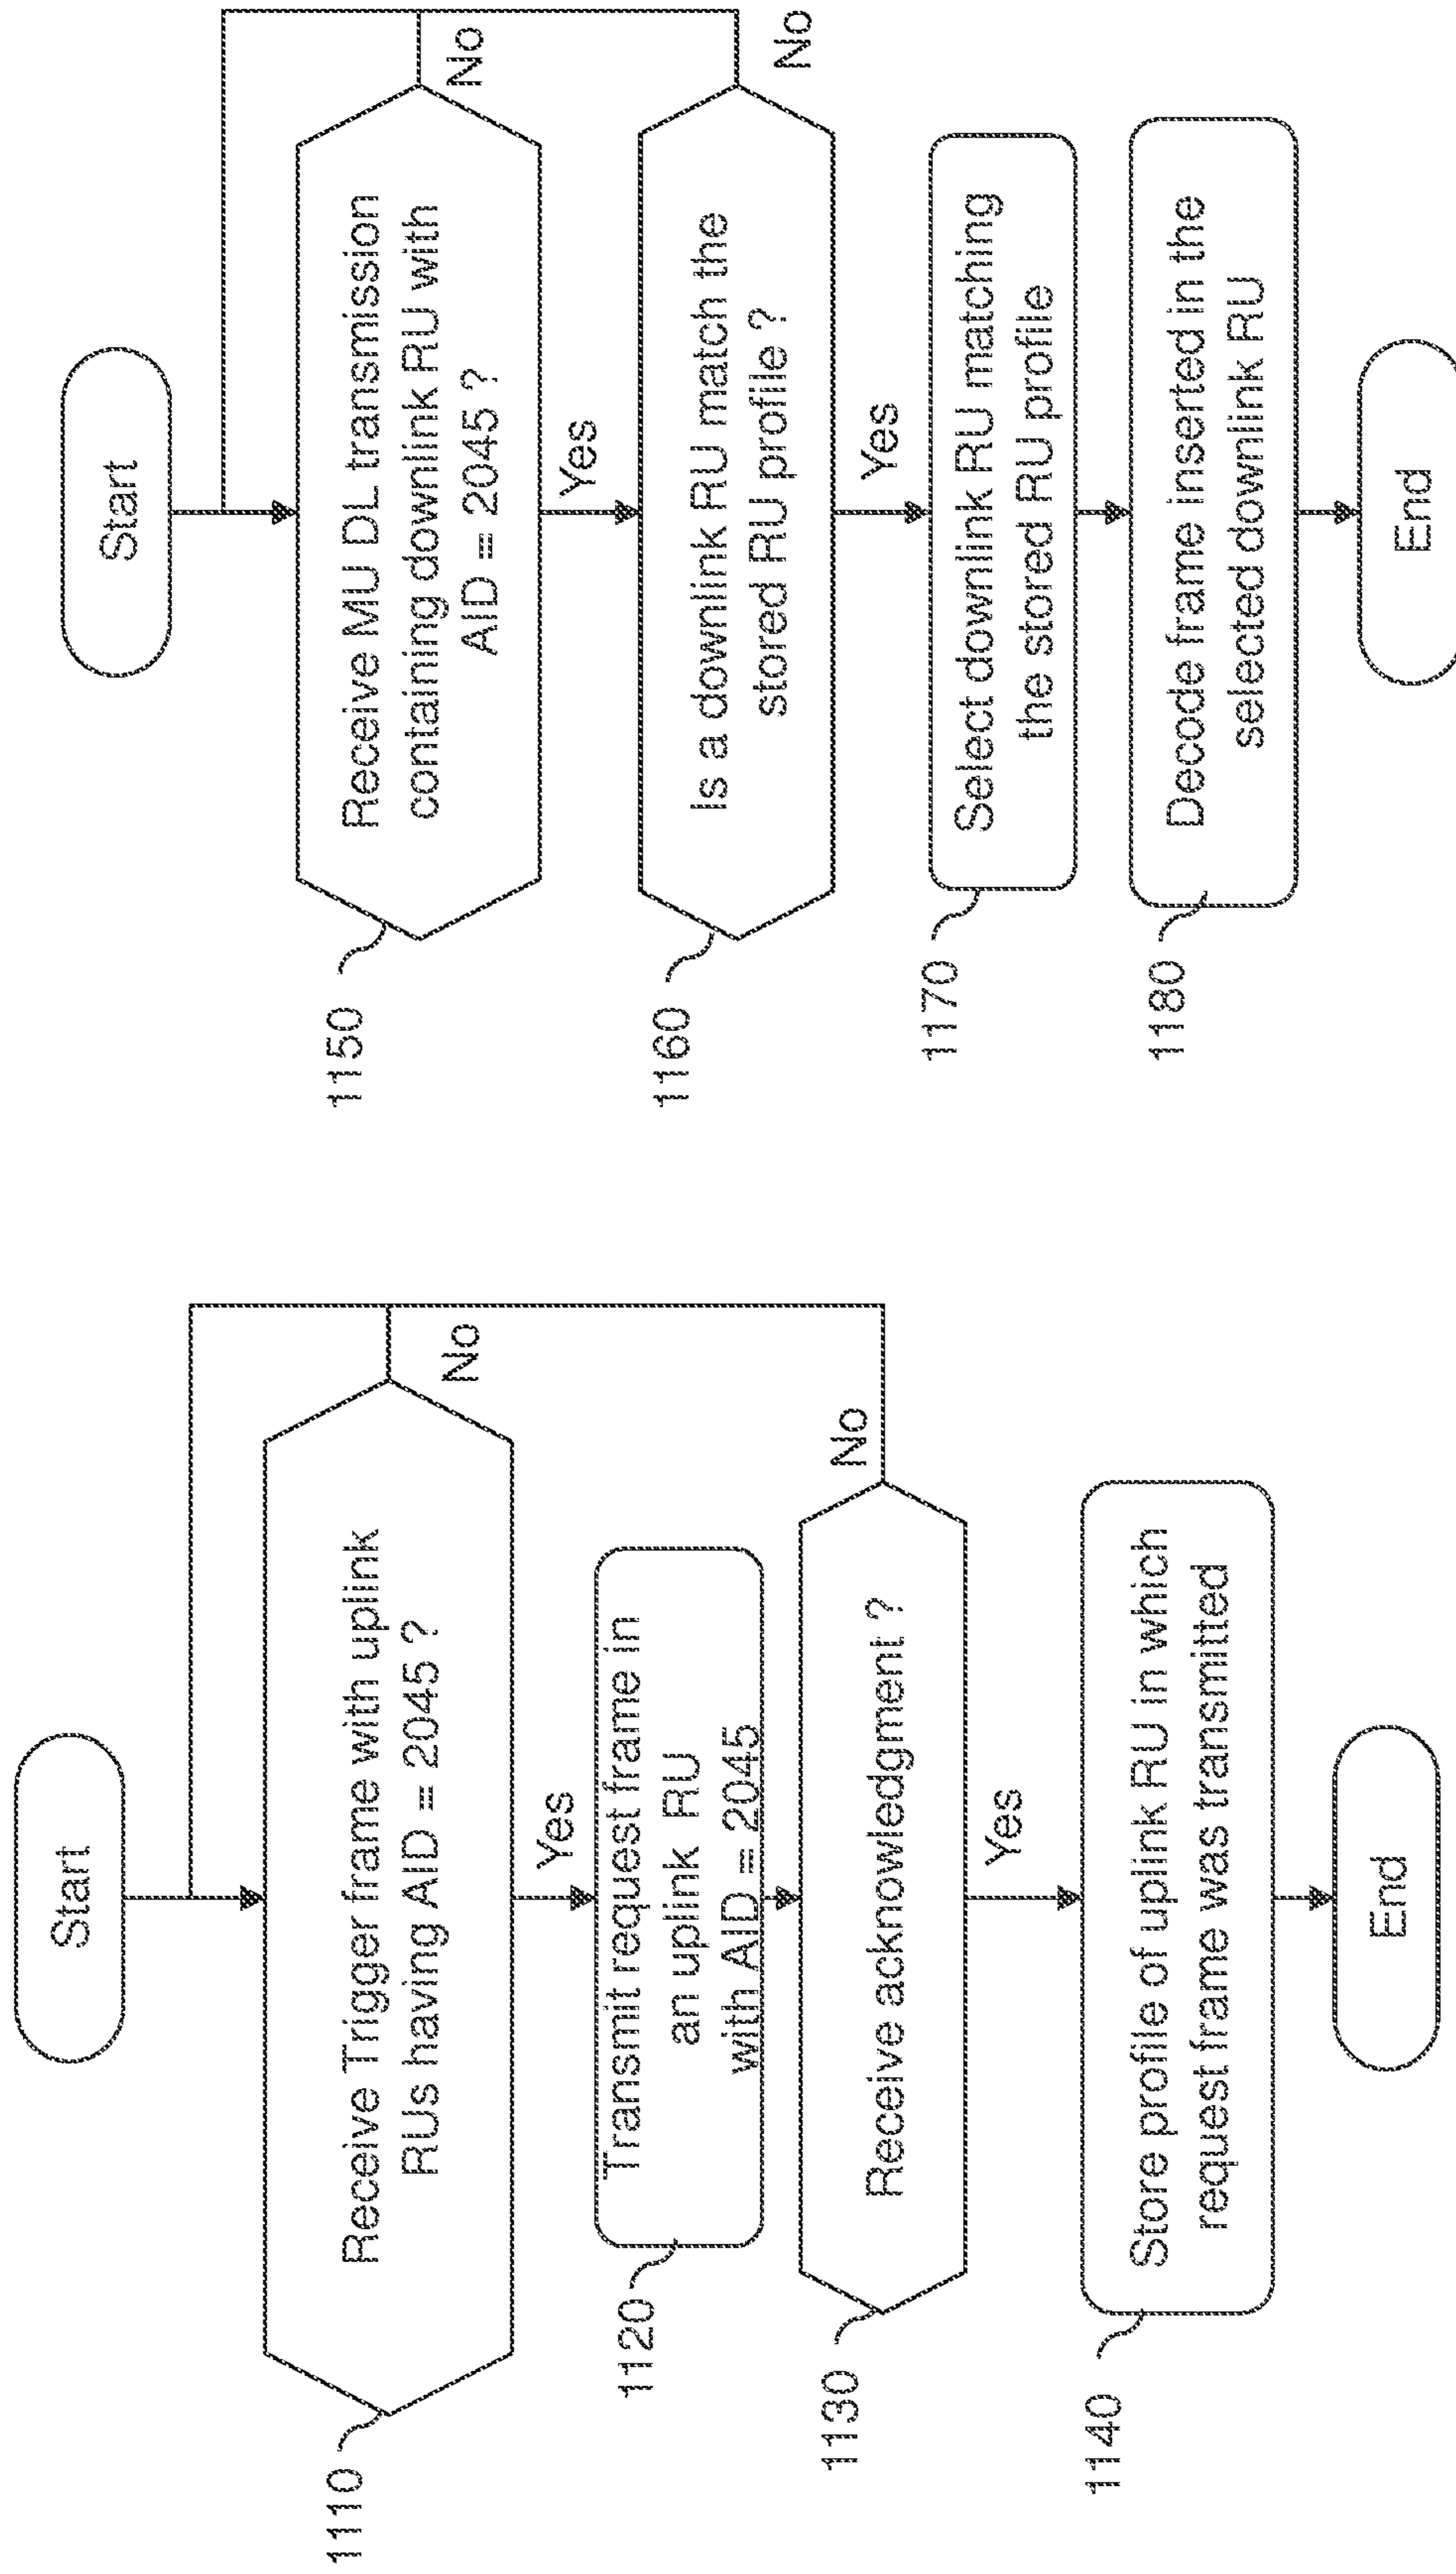 Start
1110
Receive Trigger frame with uplink
RUs having AID = 2045 ?
No
Yes
1120
Transmit request frame in
an uplink RU
with AID = 2045
1130
Receive acknowledgment ?
No
Yes
1140
Store profile of uplink RU in which
request frame was transmitted
End
Start
1150
Receive MU DL transmission
containing downlink RU with
AID = 2045 ?
No
Yes
1160
Is a downlink RU match the
stored RU profile ?
No
Yes
1170
Select downlink RU matching
the stored RU profile
1180
Decode frame inserted in the
selected downlink RU
End